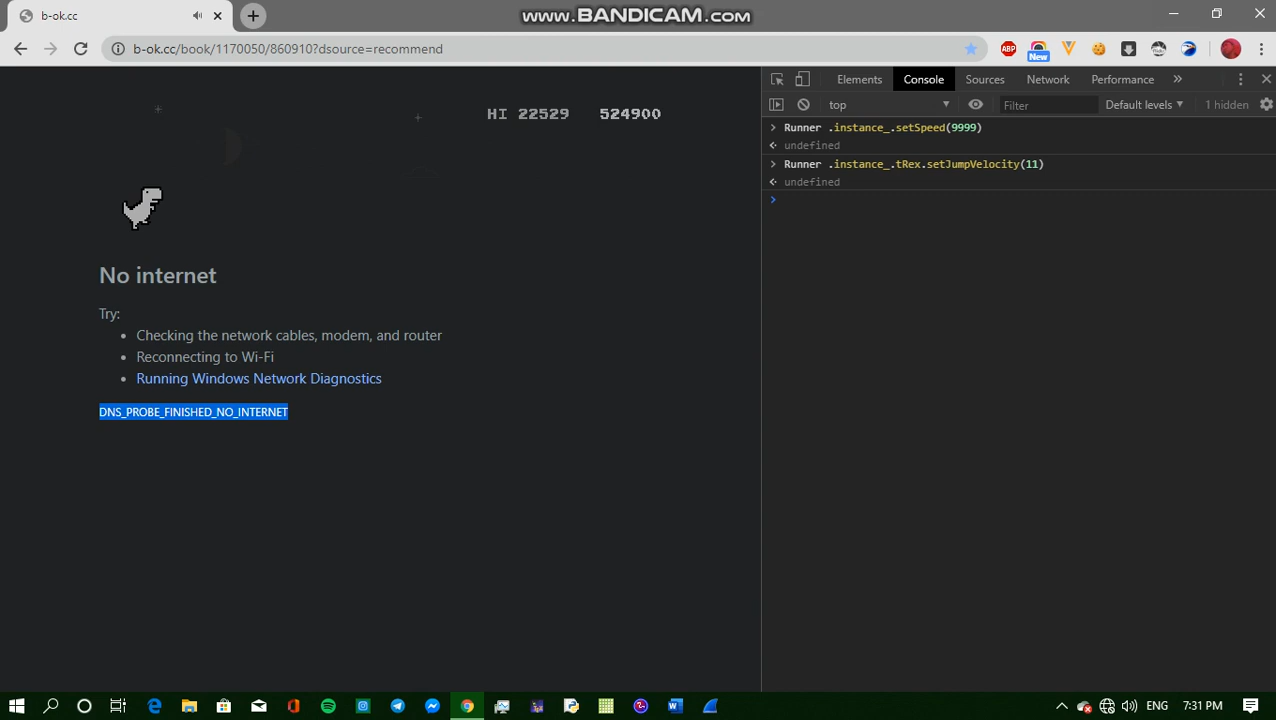 b-ok.cc
www.BANDICAM.com
b-ok.cc/book/1170050/860910?dsource=recommend
ABP
New
Elements
Console
Sources
Network
Performance
top
Filter
Default levels
1 hidden
HI 22529 524900
Runner .instance_.setSpeed(9999)
undefined
Runner .instance_.tRex.setJumpVelocity(11)
undefined
No internet
Try:
Checking the network cables, modem, and router
Reconnecting to Wi-Fi
Running Windows Network Diagnostics
DNS_PROBE_FINISHED_NO_INTERNET
ENG
7:31 PM